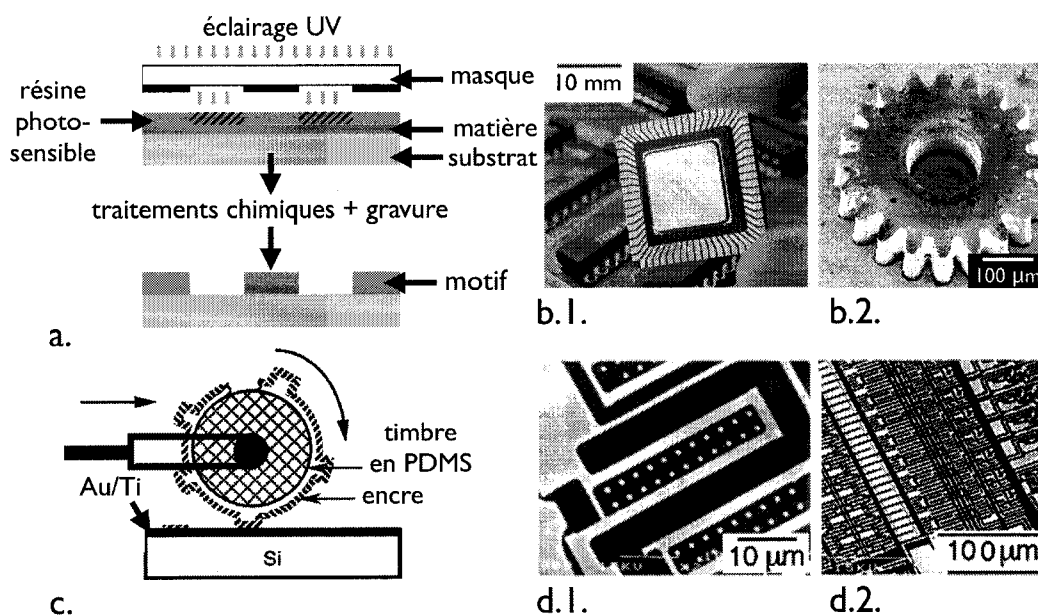 a.
éclairage UV
masque
résine
photo-
sensible
matière
substrat
traitements chimiques + gravure
motif
10 mm
b.1.
100 µm
b.2.
c.
timbre
en PDMS
encre
Au/Ti
Si
10 µm
d.1.
100 µm
d.2.